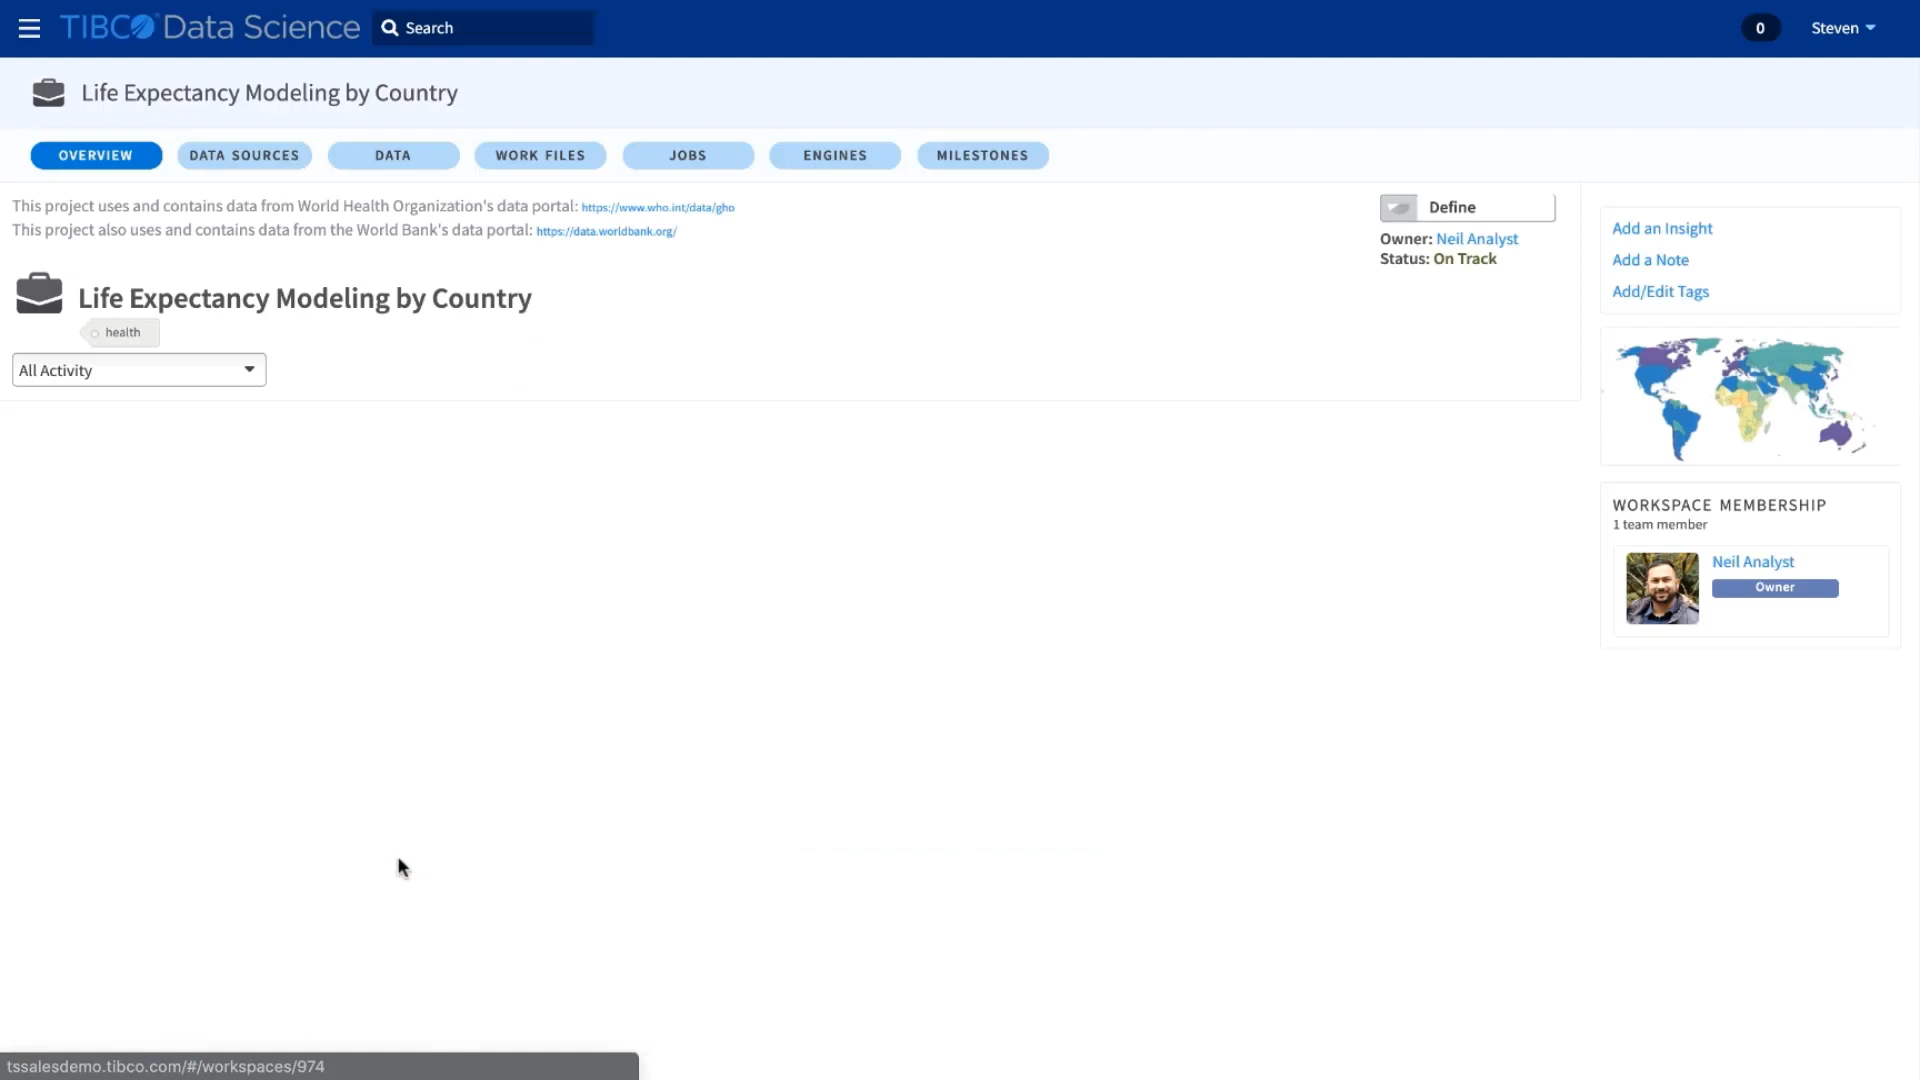 TIBCO Data Science
Search
0
Steven
Life Expectancy Modeling by Country
OVERVIEW
DATA SOURCES
DATA
WORK FILES
JOBS
ENGINES
MILESTONES
This project uses and contains data from World Health Organization's data portal: https://www.who.int/data/gho
This project also uses and contains data from the World Bank's data portal: https://data.worldbank.org/
Define
Owner: Neil Analyst
Status: On Track
Life Expectancy Modeling by Country
health
All Activity
Add an Insight
Add a Note
Add/Edit Tags
WORKSPACE MEMBERSHIP
1 team member
Neil Analyst
Owner
tssalesdemo.tibco.com/#/workspaces/974